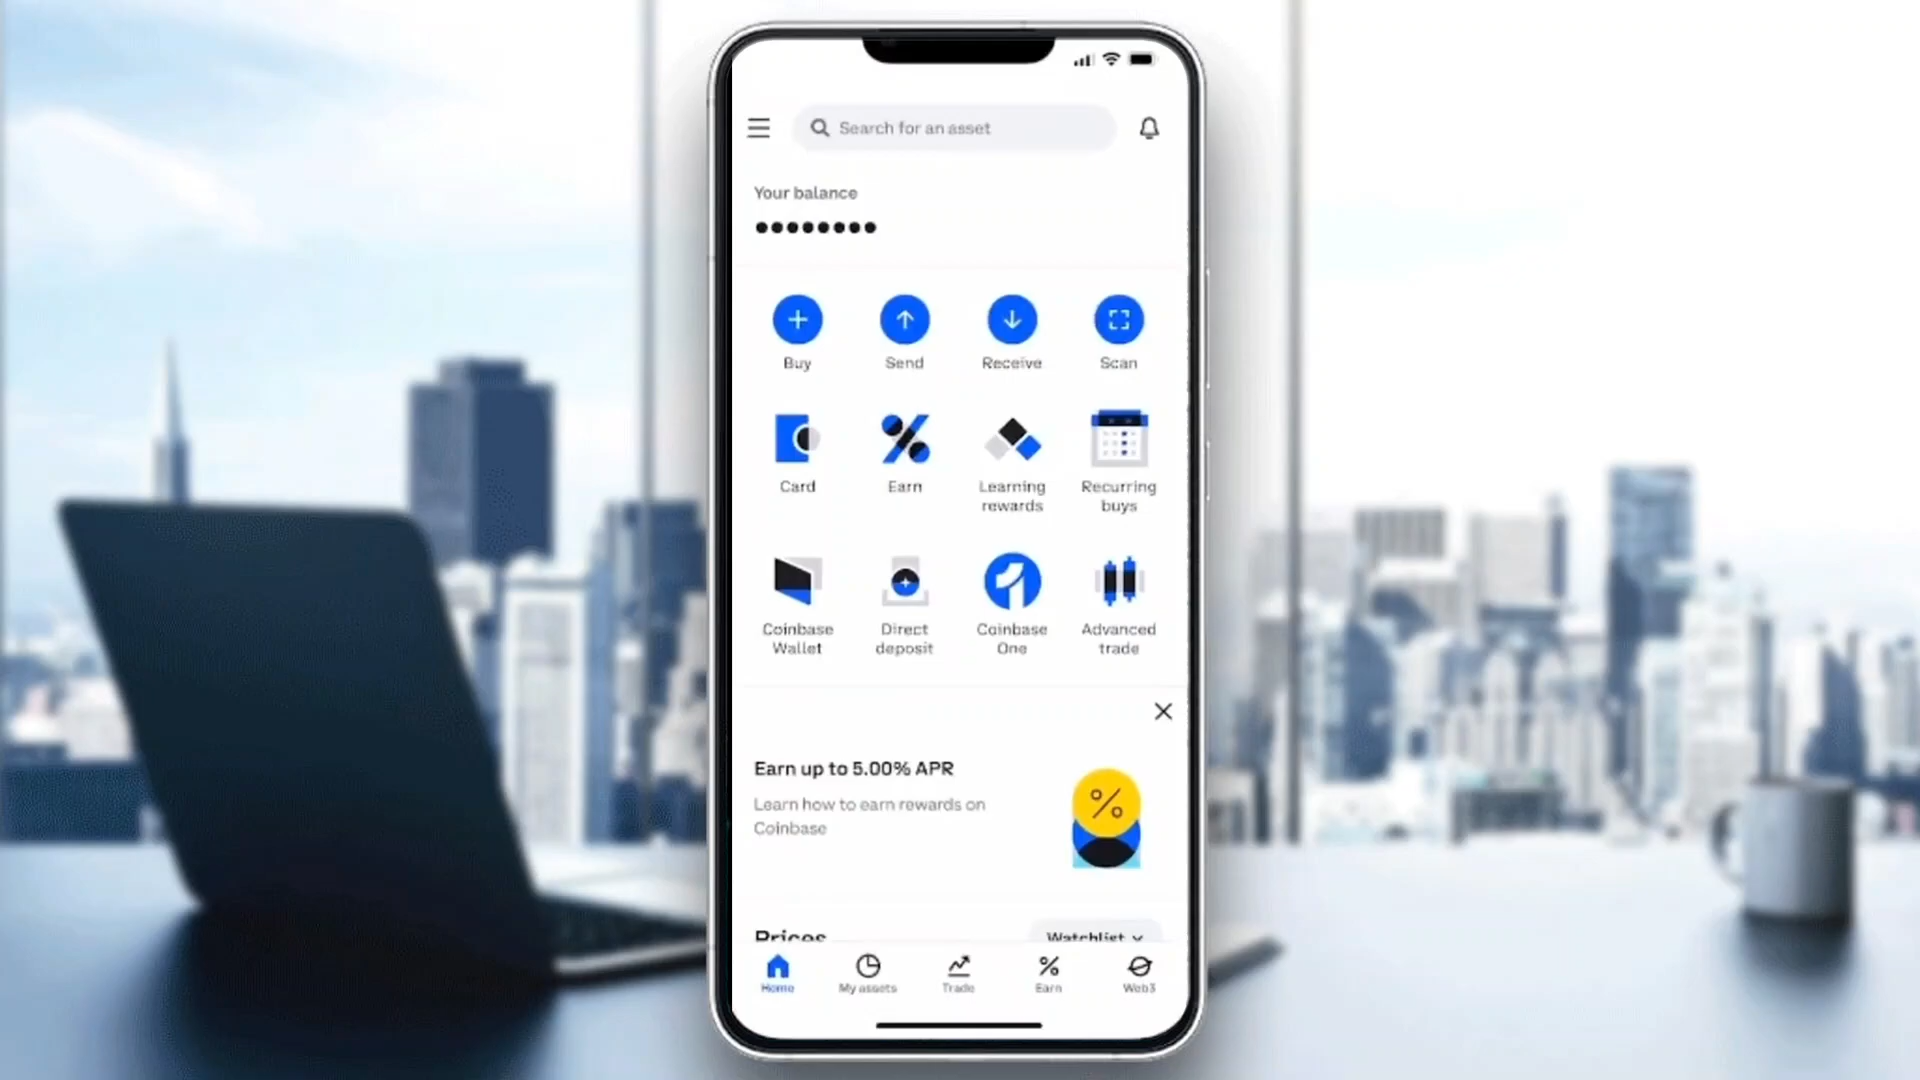 Search for an asset
Your balance
Buy
Send
Receive
Scan
Card
Earn
Learning
rewards
Recurring
buys
Coinbase
Wallet
Direct
deposit
Coinbase
One
Advanced
trade
Earn up to 5.00% APR
Learn how to earn rewards on
Coinbase
Prices
Watchlist
Home
My assets
Trade
Earn
Web3